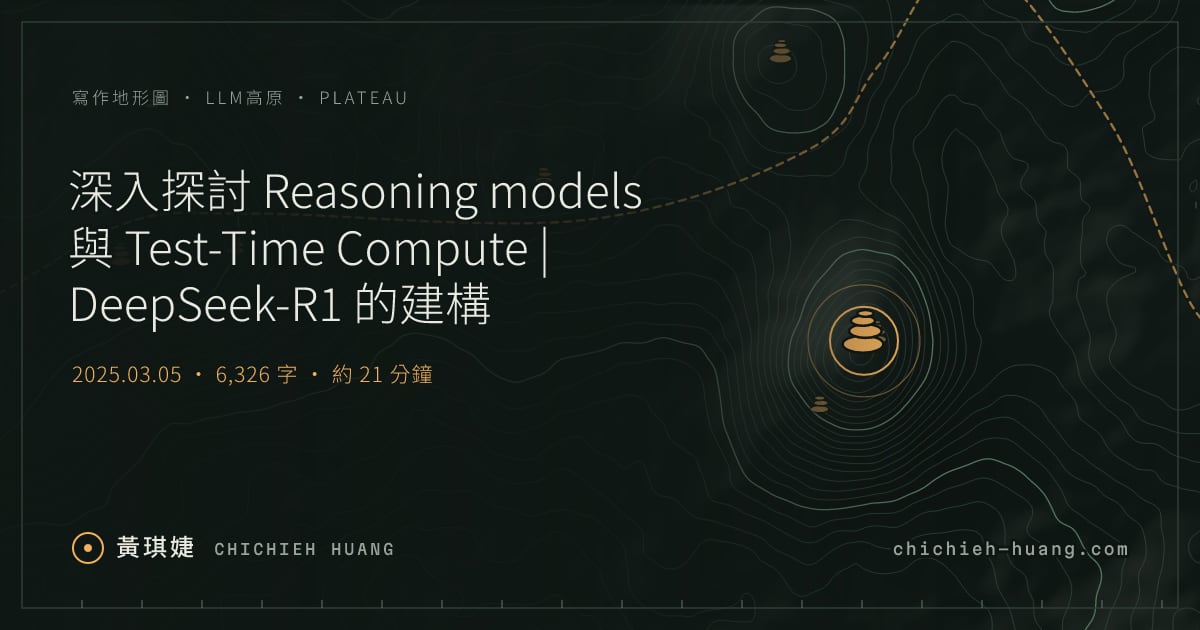 寫作地形圖 · LLM高原 · PLATEAU
深入探討 Reasoning models
與 Test-Time Compute |
DeepSeek-R1 的建構
2025.03.05 · 6,326 字 · 約 21 分鐘
黃琪婕 CHICHIEH HUANG
chichieh-huang.com